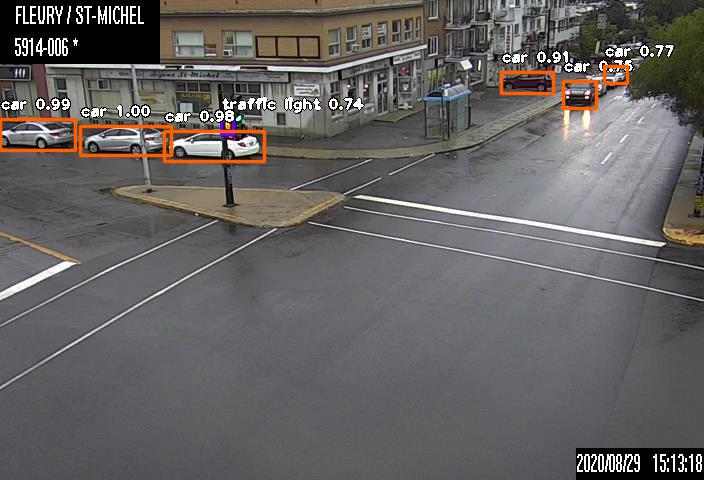 FLEURY / ST-MICHEL
5914-006 *
car 0.91
car 0.77
car 0.99
car 1.00
car 0.98
traffic light 0.74
2020/08/29 15:13:18